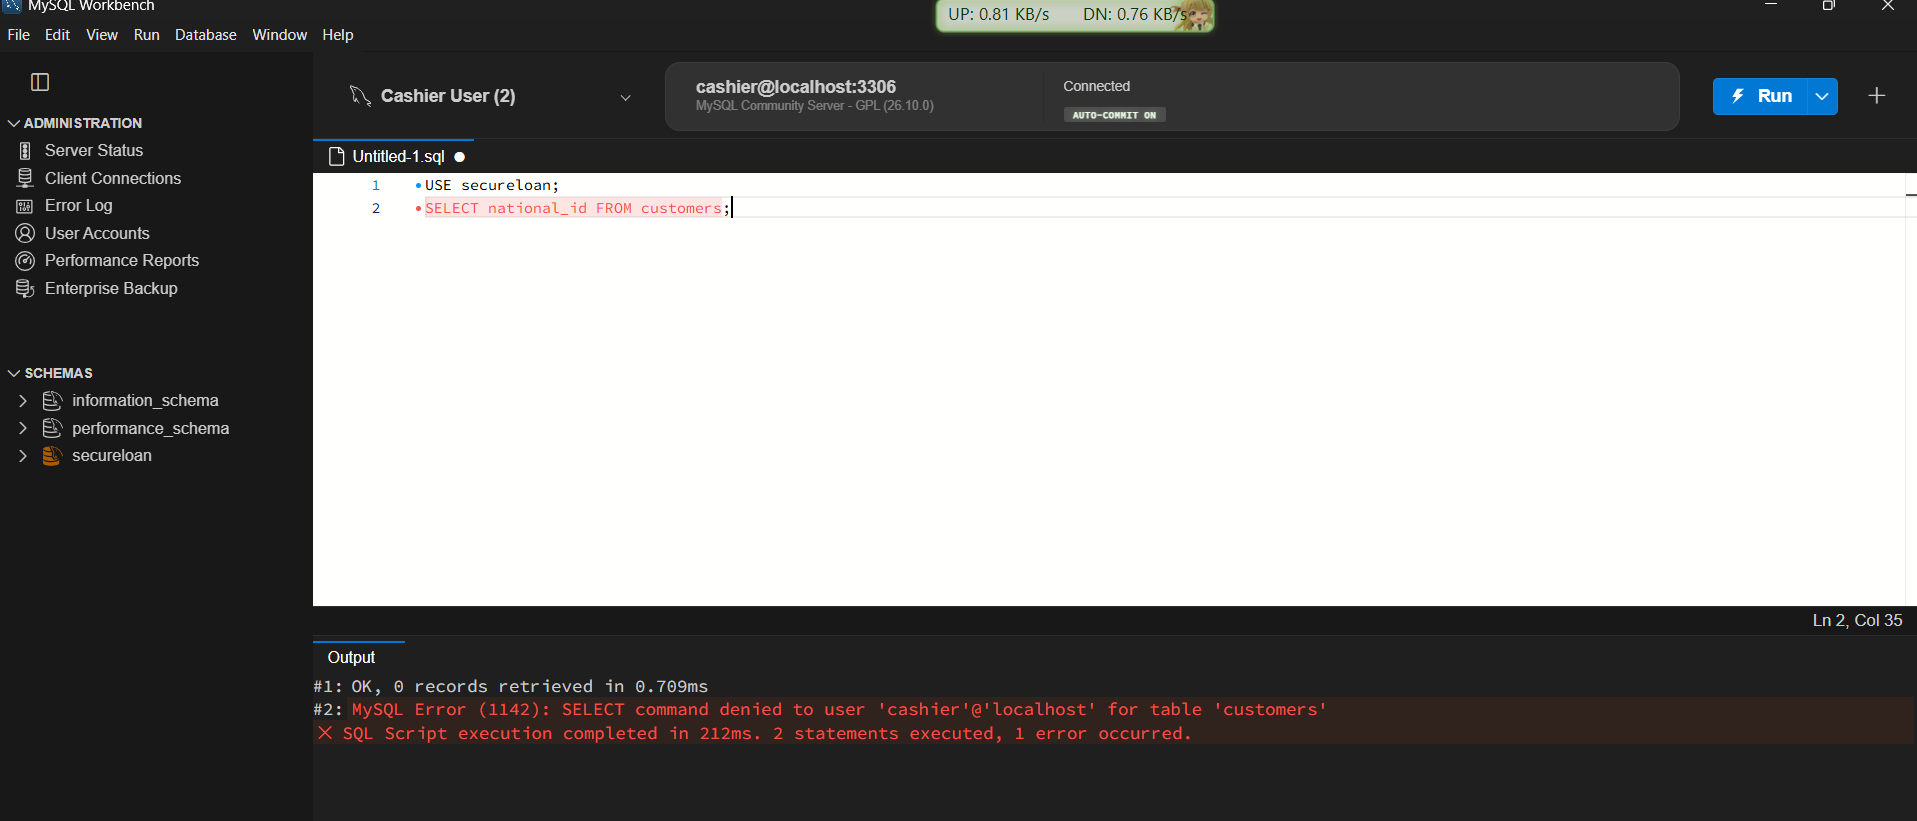 MySQL Workbench
UP: 0.81 KB/s DN: 0.76 KB/s
File Edit View Run Database Window Help
Cashier User (2)
cashier@localhost:3306
MySQL Community Server - GPL (26.10.0)
Connected
AUTO-COMMIT ON
Run
ADMINISTRATION
Server Status
Client Connections
Error Log
User Accounts
Performance Reports
Enterprise Backup
SCHEMAS
information_schema
performance_schema
secureloan
Untitled-1.sql
1 USE secureloan;
2 SELECT national_id FROM customers;
Ln 2, Col 35
Output
#1: OK, 0 records retrieved in 0.709ms
#2: MySQL Error (1142): SELECT command denied to user 'cashier'@'localhost' for table 'customers'
SQL Script execution completed in 212ms. 2 statements executed, 1 error occurred.